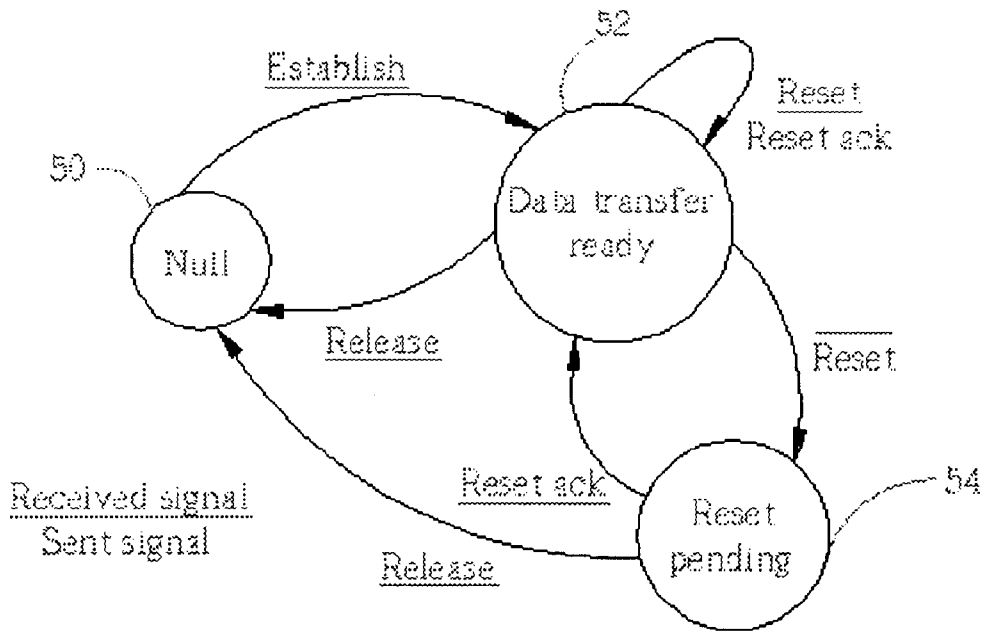 52
Establish
Reset
Reset ack
50
Data transfer
ready
Null
Release
Reset
Reset ack
Received signal
Sent signal
Reset
pending
54
Release